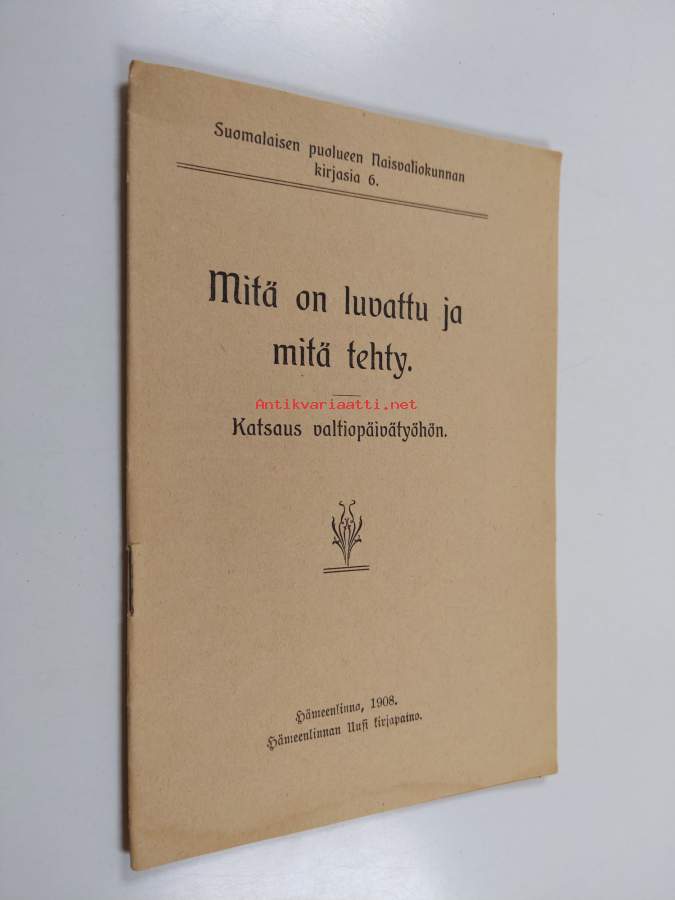 Suomalaisen puolueen Naisvaliokunnan
kirjasia 6.
Mitä on luvattu ja
mitä tehty.
Antikvariaatti.net
Katsaus valtiopäivätyöhön.
Hämeenlinna, 1908.
Hämeenlinnan Uusi kirjapaino.